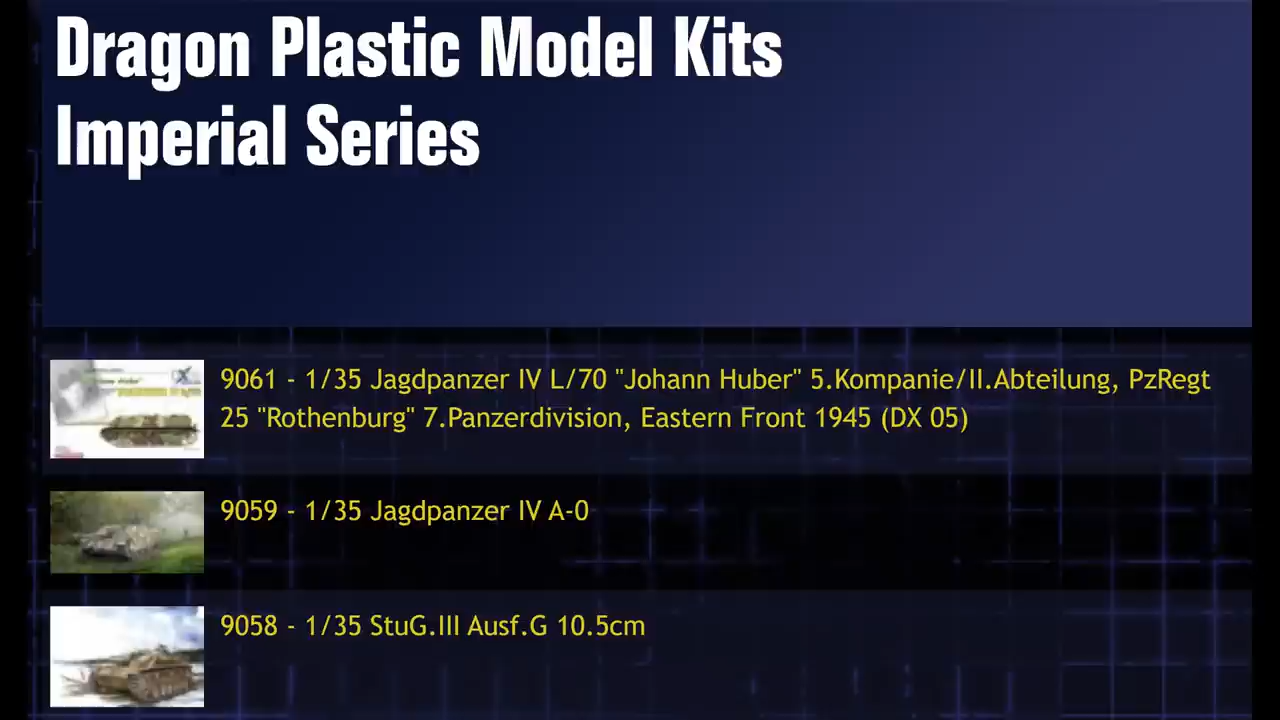 Dragon Plastic Model Kits
Imperial Series
9061 - 1/35 Jagdpanzer IV L/70 "Johann Huber" 5.Kompanie/II.Abteilung, PzRegt
25 "Rothenburg" 7.Panzerdivision, Eastern Front 1945 (DX 05)
9059 - 1/35 Jagdpanzer IV A-0
9058 - 1/35 StuG.III Ausf.G 10.5cm